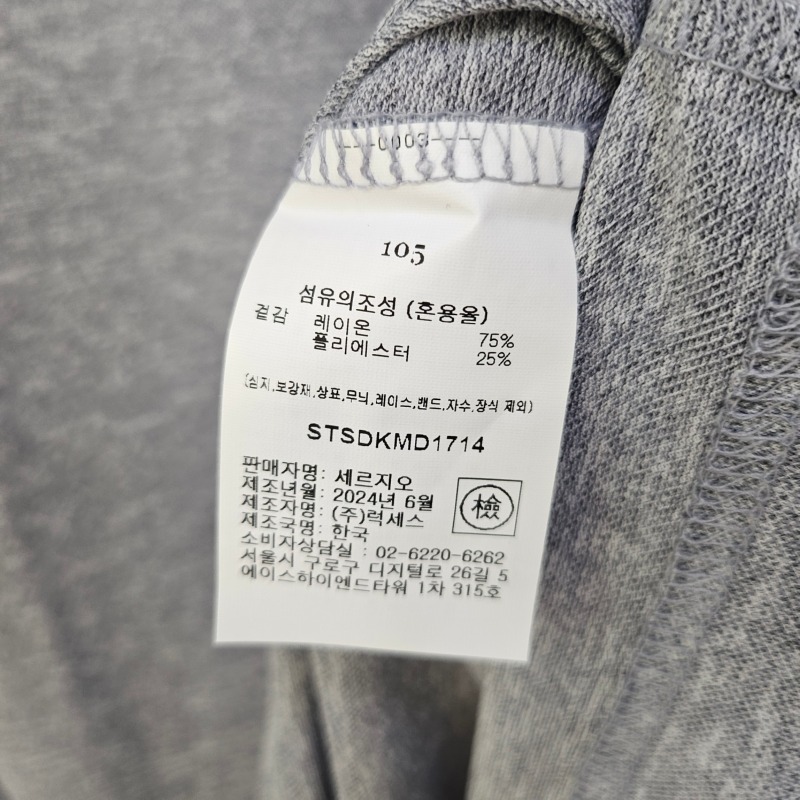 ---0003----
105
섬유의조성 (혼용율)
겉감 레이온 75%
폴리에스터 25%
(심지,보강재,상표,무늬,레이스,밴드,자수,장식 제외)
STSDKMD1714
판매자명: 세르지오
제조년월: 2024년 6월
제조자명: (주)럭세스
제조국명: 한국
檢
소비자상담실 : 02-6220-6262
서울시 구로구 디지털로 26길 5
에이스하이엔드타워 1차 315호